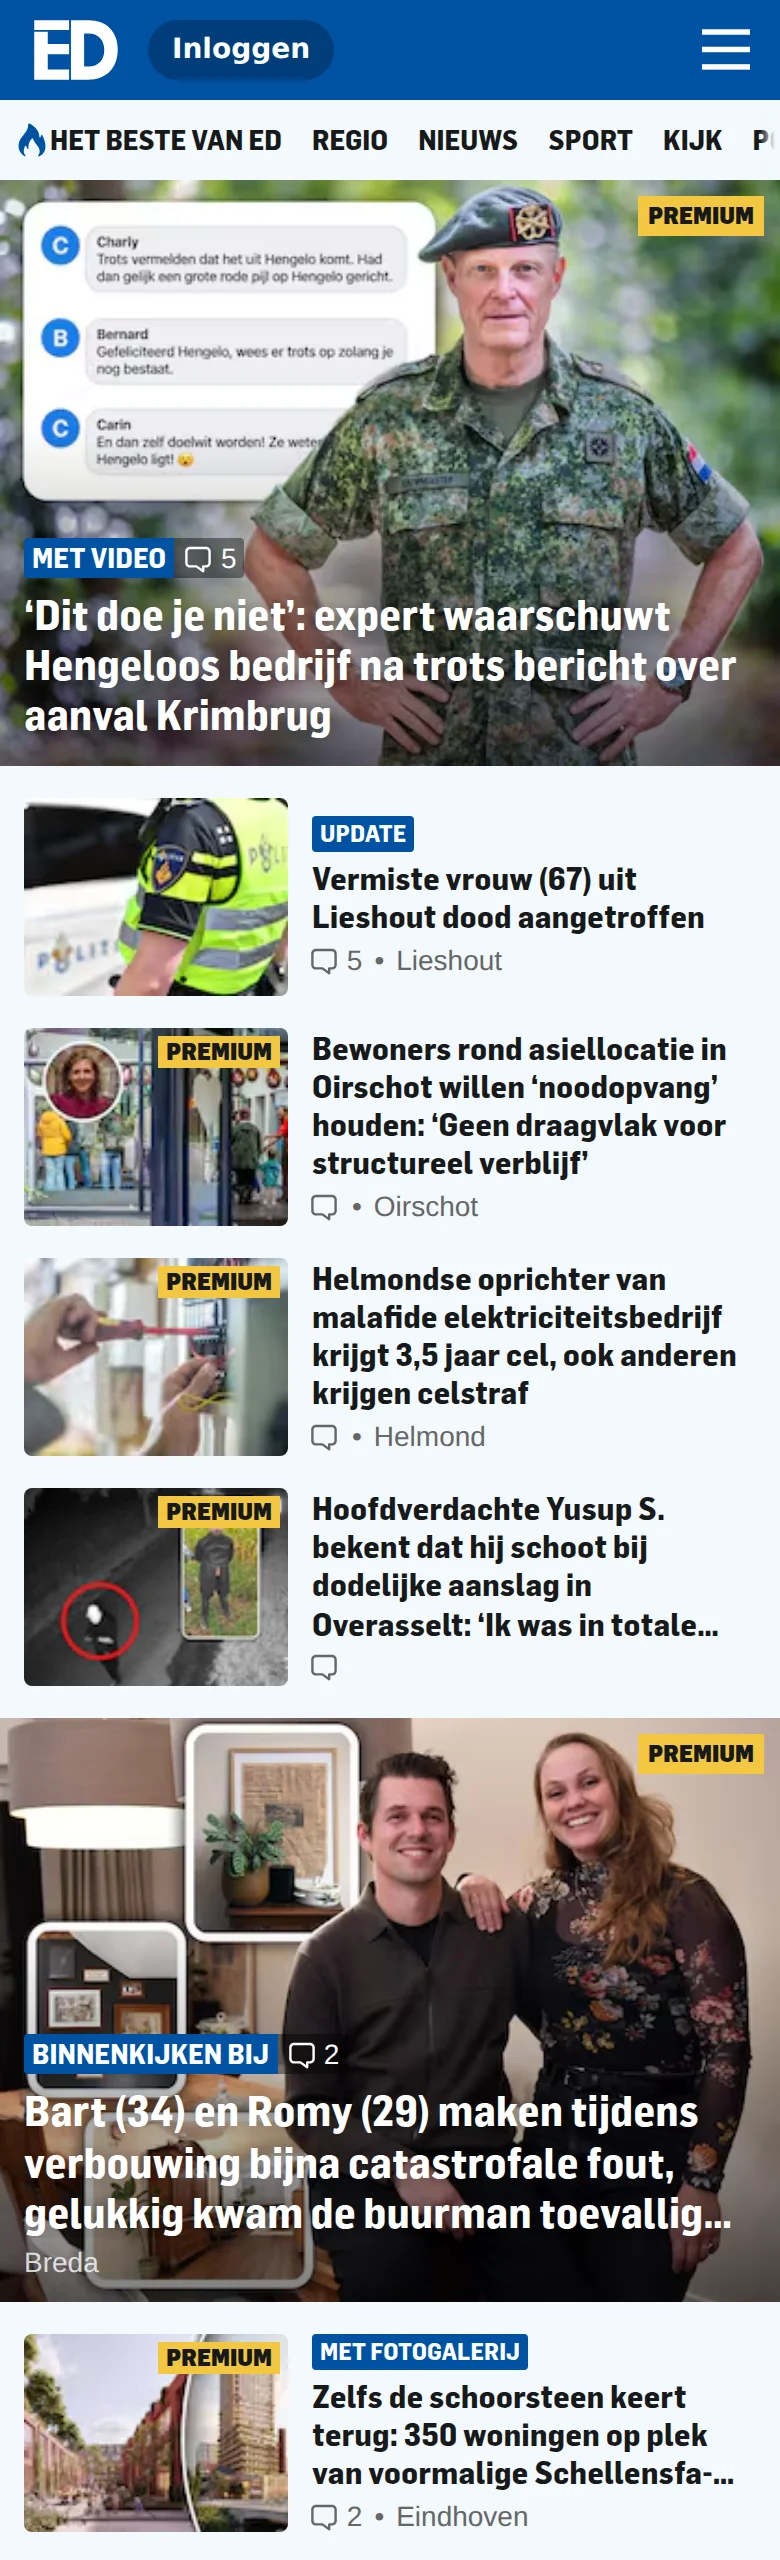 ED
Inloggen
HET BESTE VAN ED REGIO NIEUWS SPORT KIJK
PREMIUM
C
Charly
Trots vermelden dat het uit Hengelo komt. Had
dan gelijk een grote rode pijl op Hengelo gericht.
B
Bernard
Gefeliciteerd Hengelo, wees er trots op zolang je
nog bestaat.
C
Carin
En dan zelf doelwit worden! Ze weten
Hengelo ligt! 😮
MET VIDEO 5
‘Dit doe je niet’: expert waarschuwt
Hengeloos bedrijf na trots bericht over
aanval Krimbrug
POLITIE
UPDATE
Vermiste vrouw (67) uit
Lieshout dood aangetroffen
5 • Lieshout
PREMIUM
Bewoners rond asiellocatie in
Oirschot willen ‘noodopvang’
houden: ‘Geen draagvlak voor
structureel verblijf’
• Oirschot
PREMIUM
Helmondse oprichter van
malafide elektriciteitsbedrijf
krijgt 3,5 jaar cel, ook anderen
krijgen celstraf
• Helmond
PREMIUM
Hoofdverdachte Yusup S.
bekent dat hij schoot bij
dodelijke aanslag in
Overasselt: ‘Ik was in totale...
PREMIUM
BINNENKIJKEN BIJ 2
Bart (34) en Romy (29) maken tijdens
verbouwing bijna catastrofale fout,
gelukkig kwam de buurman toevallig...
Breda
PREMIUM
MET FOTOGALERIJ
Zelfs de schoorsteen keert
terug: 350 woningen op plek
van voormalige Schellensfa-...
2 • Eindhoven